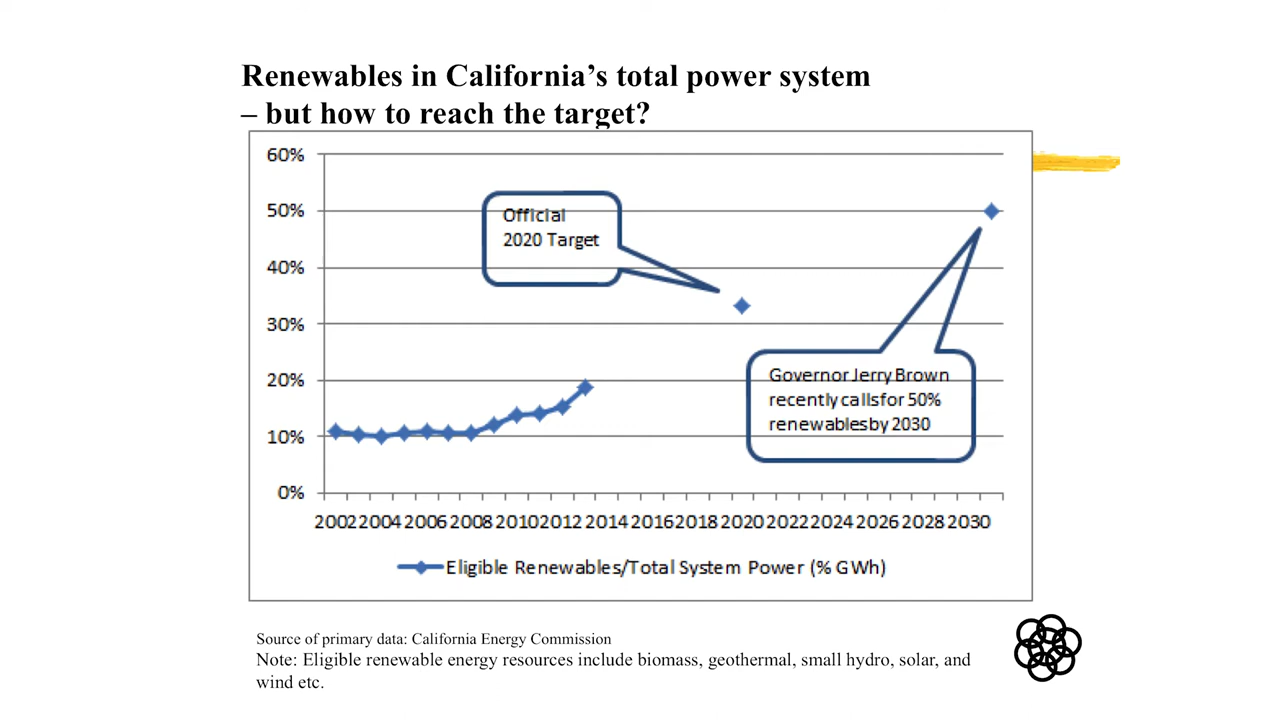 Renewables in California’s total power system
– but how to reach the target?
60%
50%
40%
30%
20%
10%
0%
Official
2020 Target
Governor Jerry Brown
recently calls for 50%
renewables by 2030
2002 2004 2006 2008 2010 2012 2014 2016 2018 2020 2022 2024 2026 2028 2030
Eligible Renewables/Total System Power (% GWh)
Source of primary data: California Energy Commission
Note: Eligible renewable energy resources include biomass, geothermal, small hydro, solar, and
wind etc.